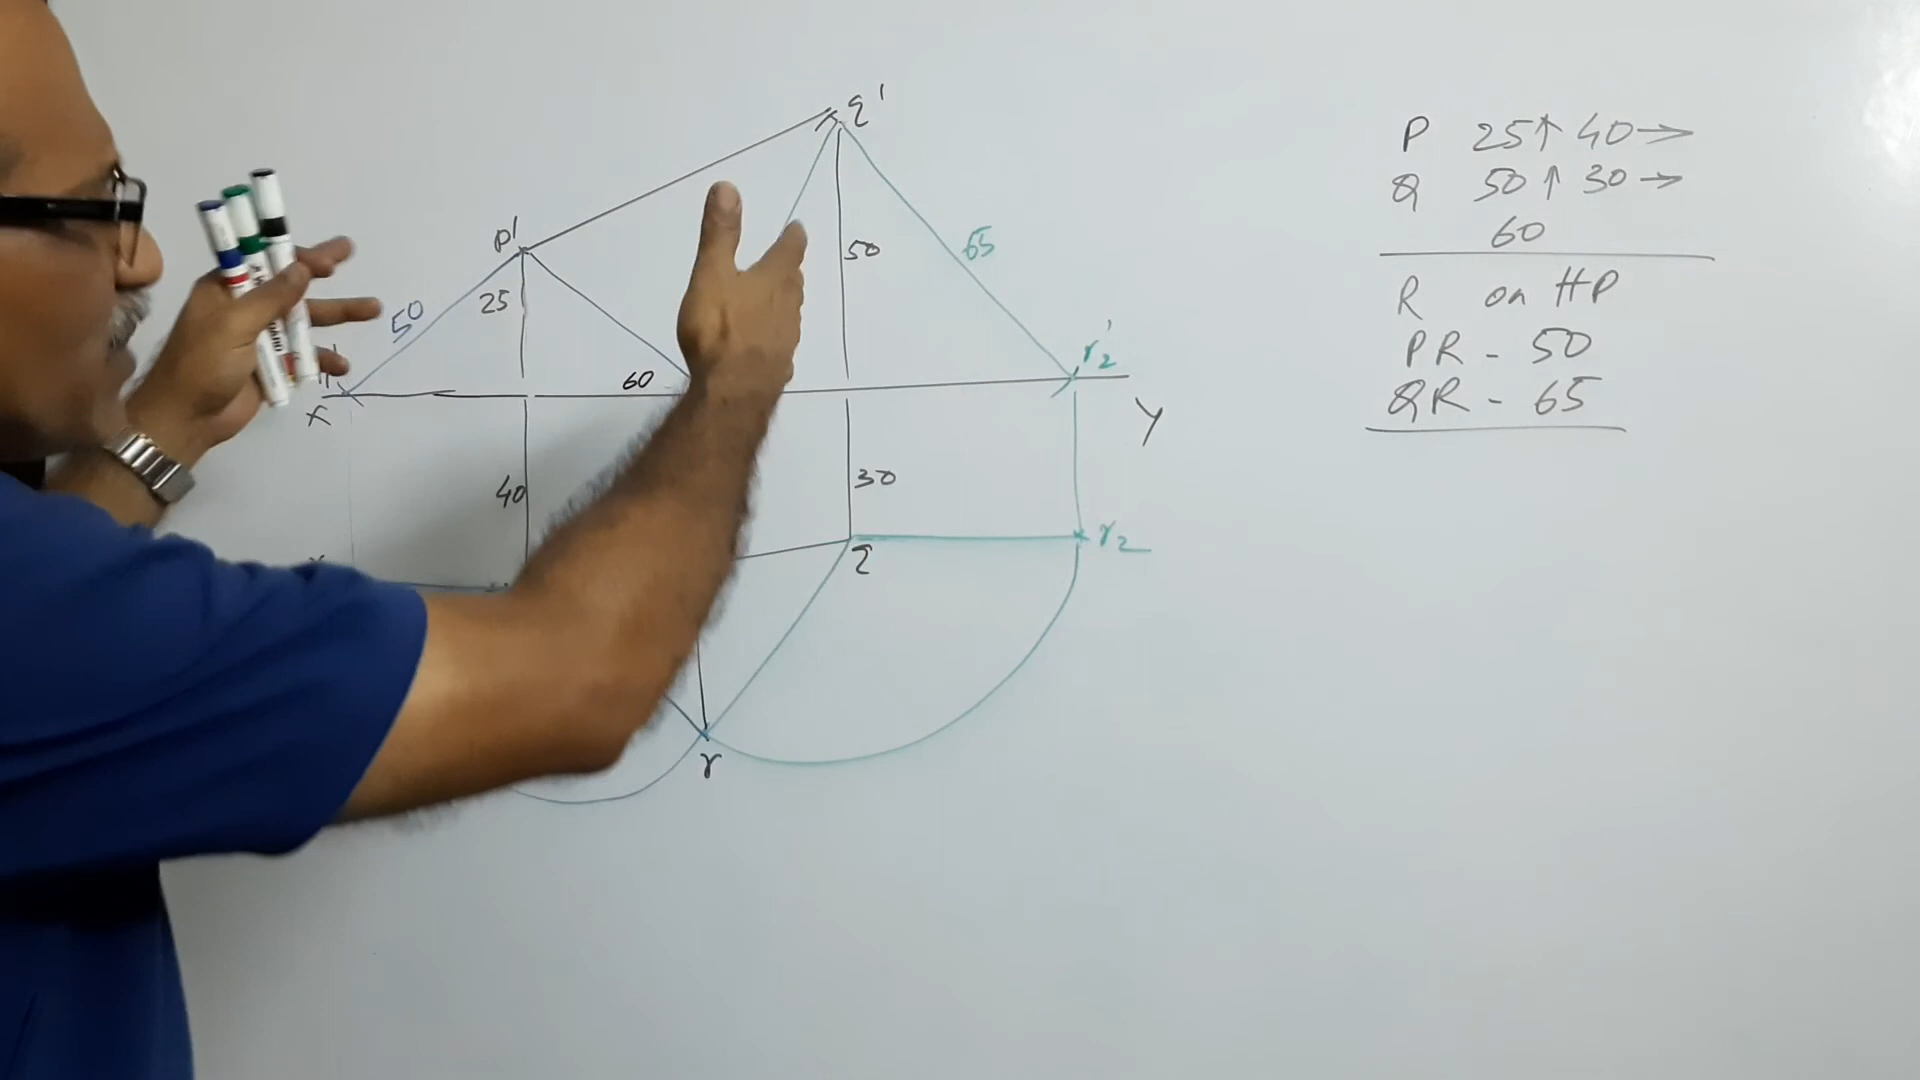 q'
P 25↑ 40→
Q 50↑ 30→
60
p'
50
65
25
50
R on HP
PR - 50
QR - 65
r2'
60
x
y
40
30
q
r2
r